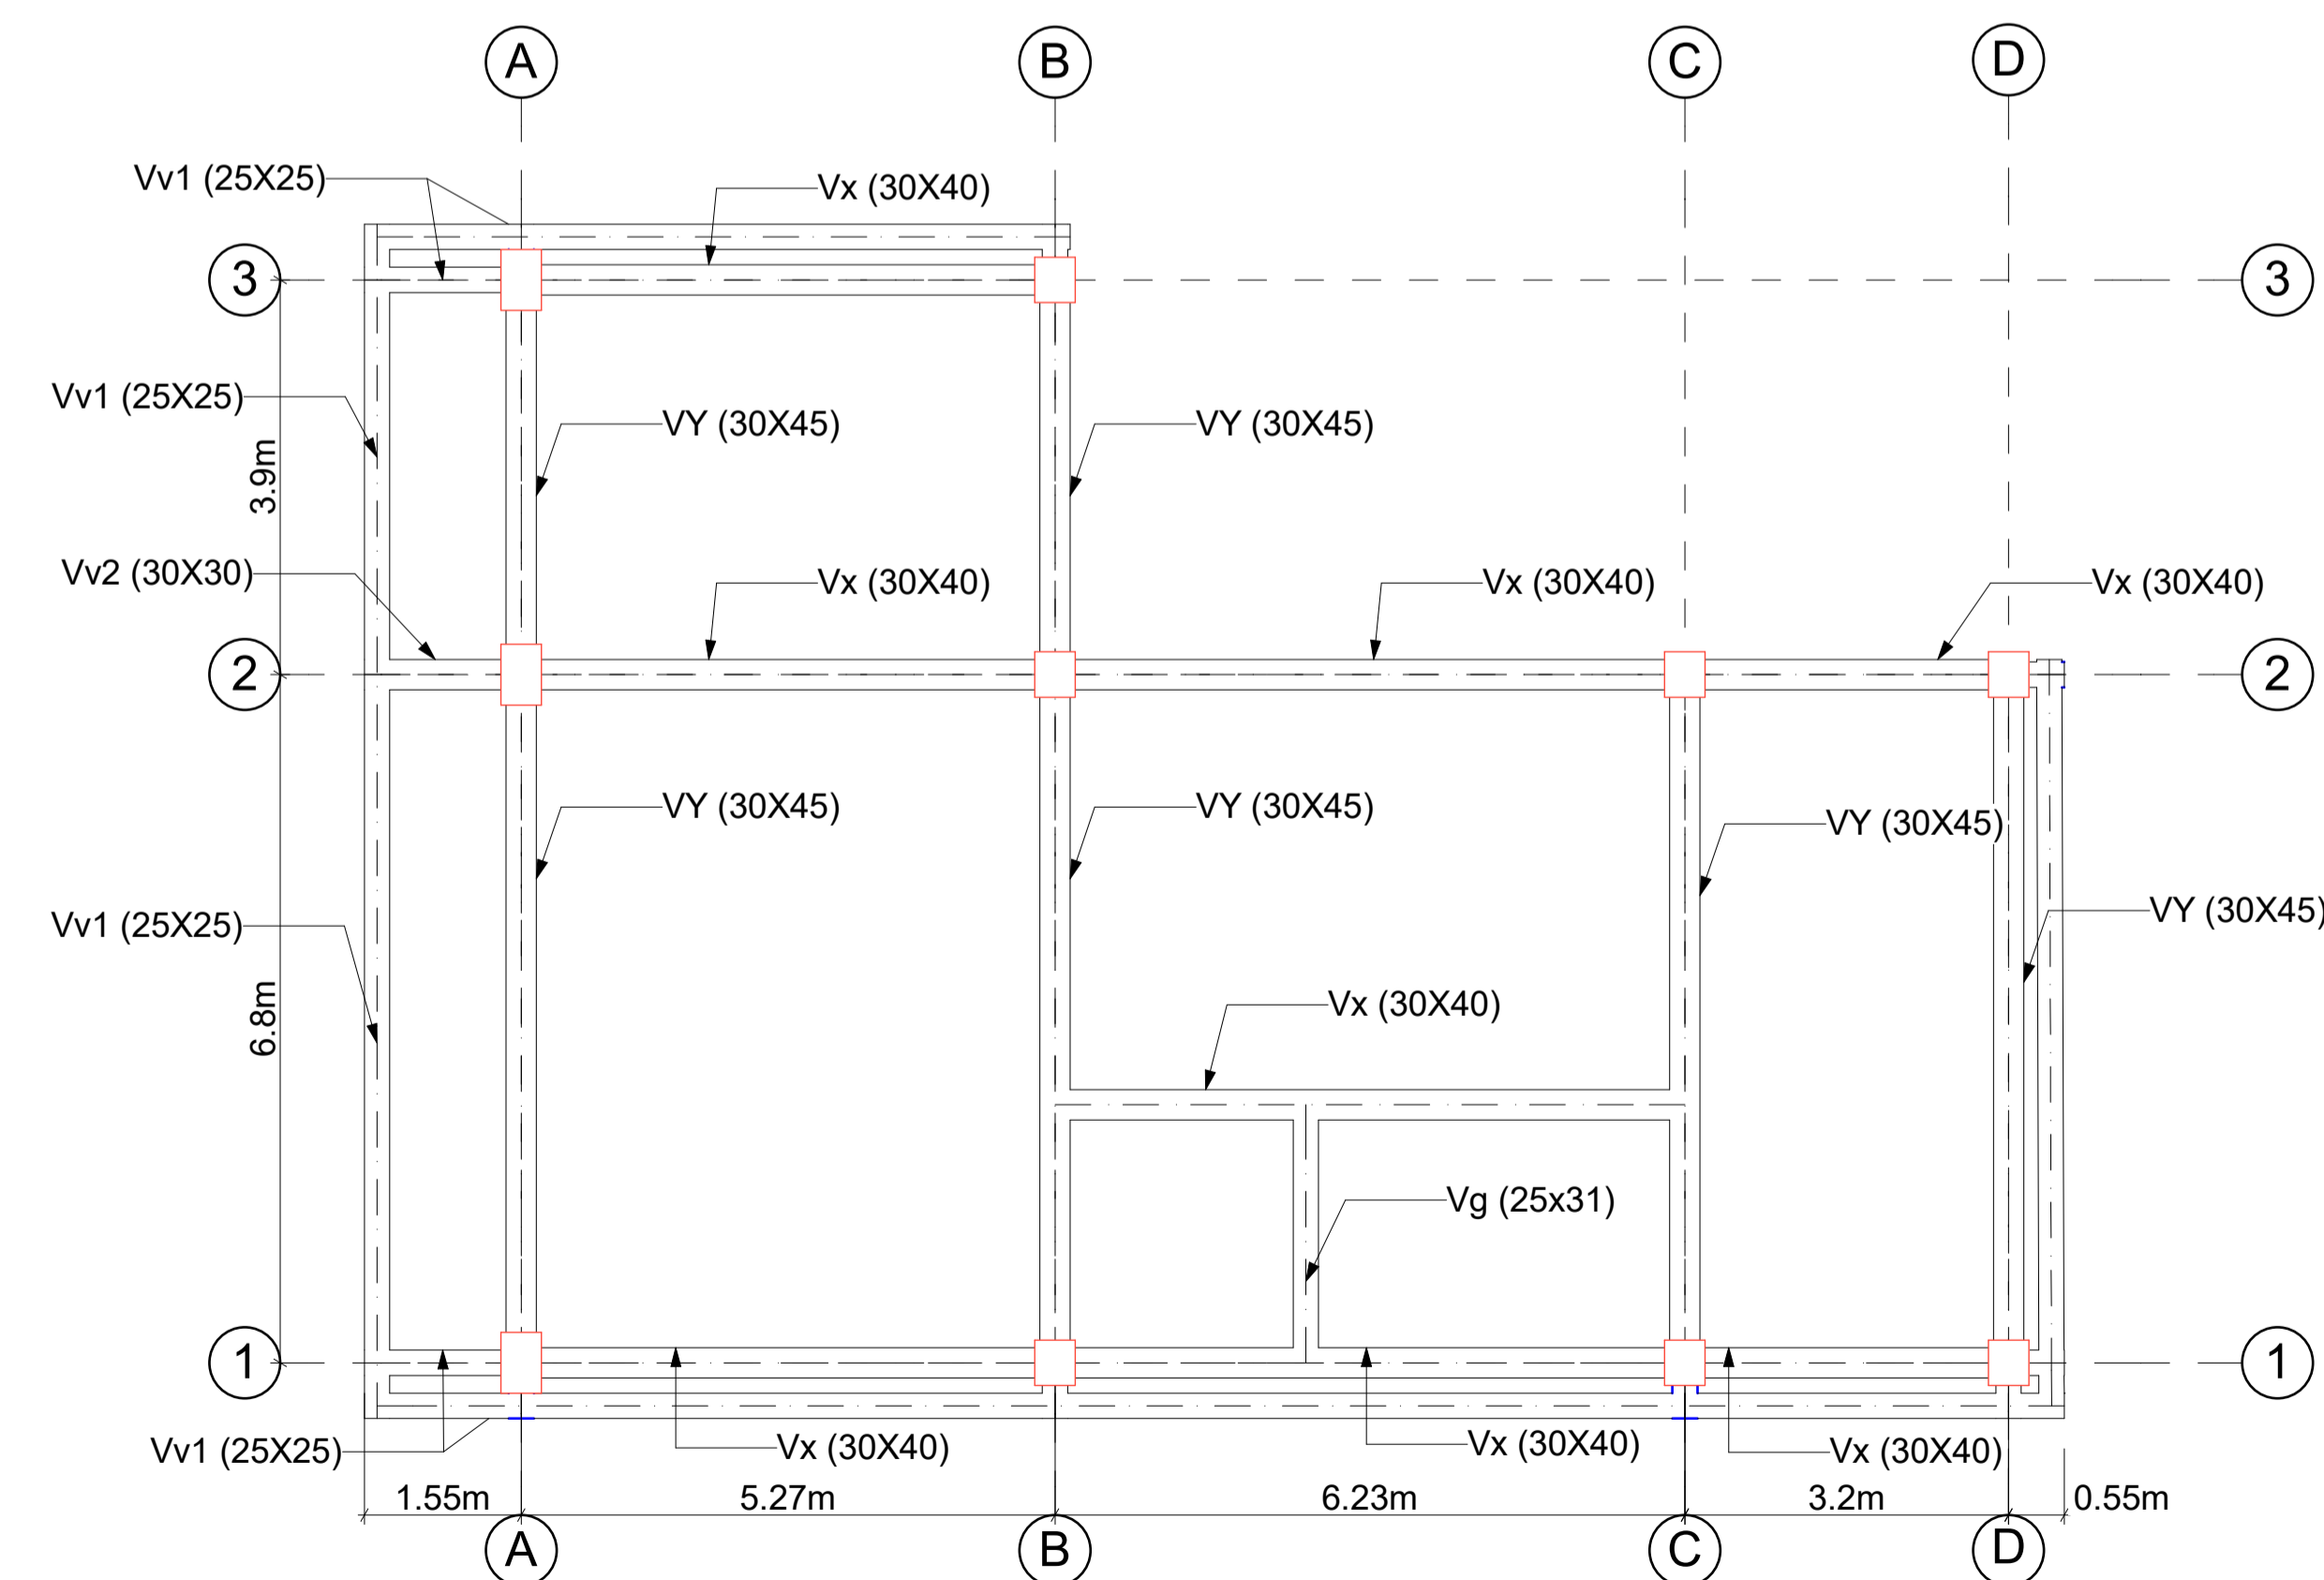 A
B
C
D
Vv1 (25X25)
Vx (30X40)
3
3
Vv1 (25X25)
VY (30X45)
VY (30X45)
3.9m
Vv2 (30X30)
Vx (30X40)
Vx (30X40)
Vx (30X40)
2
2
VY (30X45)
VY (30X45)
VY (30X45)
Vv1 (25X25)
VY (30X45)
6.8m
Vx (30X40)
Vg (25x31)
1
1
Vv1 (25X25)
Vx (30X40)
Vx (30X40)
Vx (30X40)
1.55m
5.27m
6.23m
3.2m
0.55m
A
B
C
D